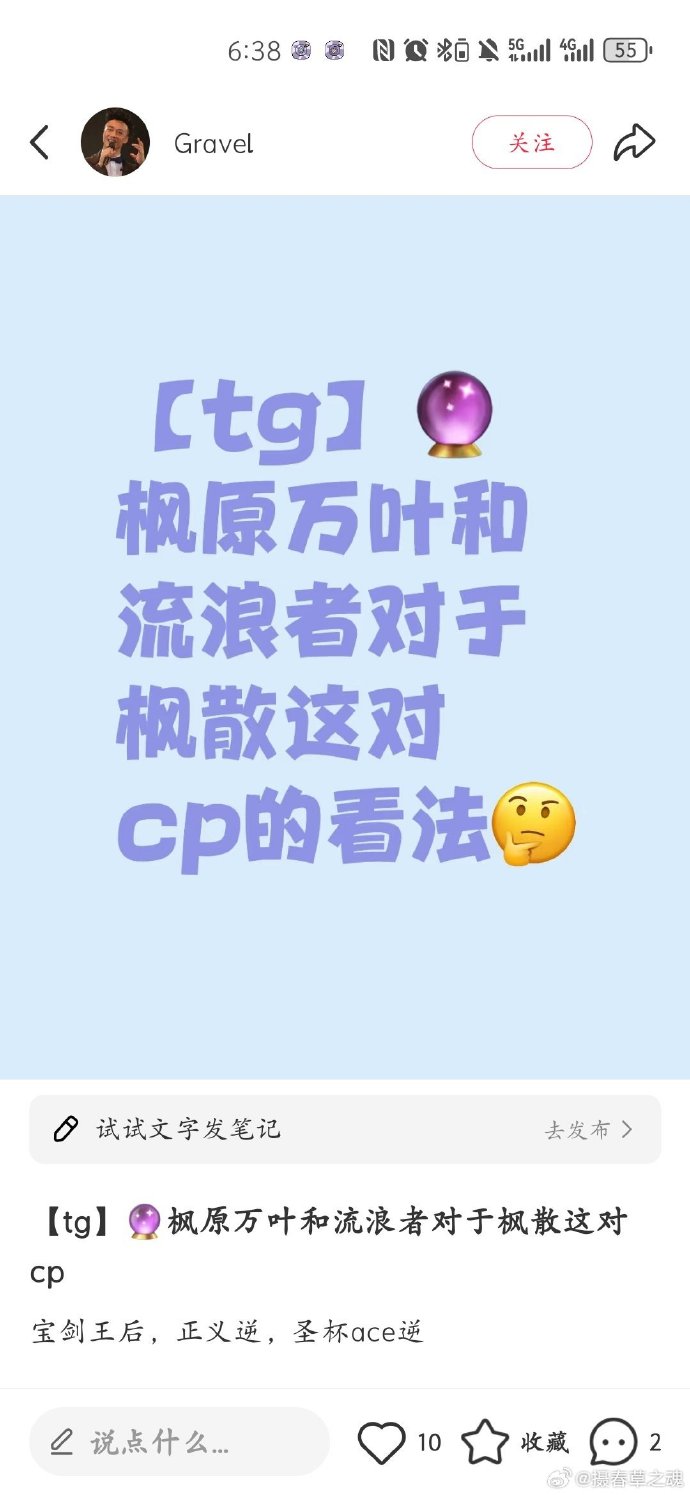 6:38
5G
4G
55
Gravel
关注
【tg】🔮
枫原万叶和
流浪者对于
枫散这对
cp的看法🤔
试试文字发笔记
去发布
【tg】🔮枫原万叶和流浪者对于枫散这对
cp
宝剑王后，正义逆，圣杯ace逆
说点什么...
10
收藏
2
@摄春草之魂